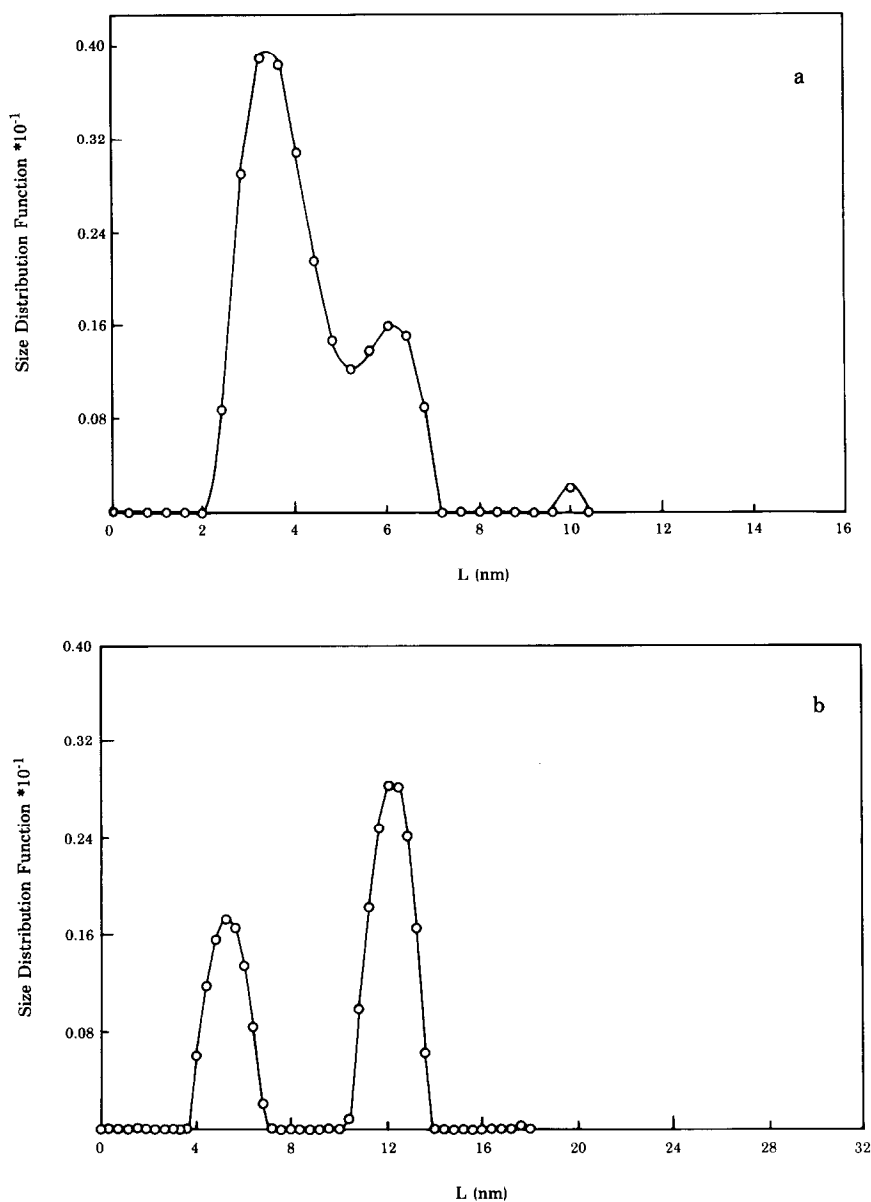 a
0.40
0.32
0.24
0.16
0.08
Size Distribution Function *10-1
0 2 4 6 8 10 12 14 16
L (nm)
b
0.40
0.32
0.24
0.16
0.08
Size Distribution Function *10-1
0 4 8 12 16 20 24 28 32
L (nm)